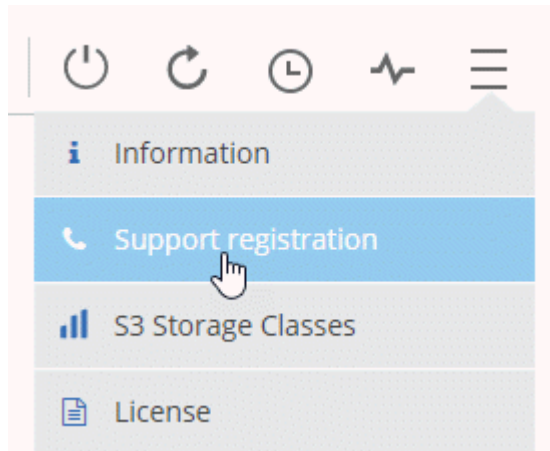 Information
Support registration
S3 Storage Classes
License